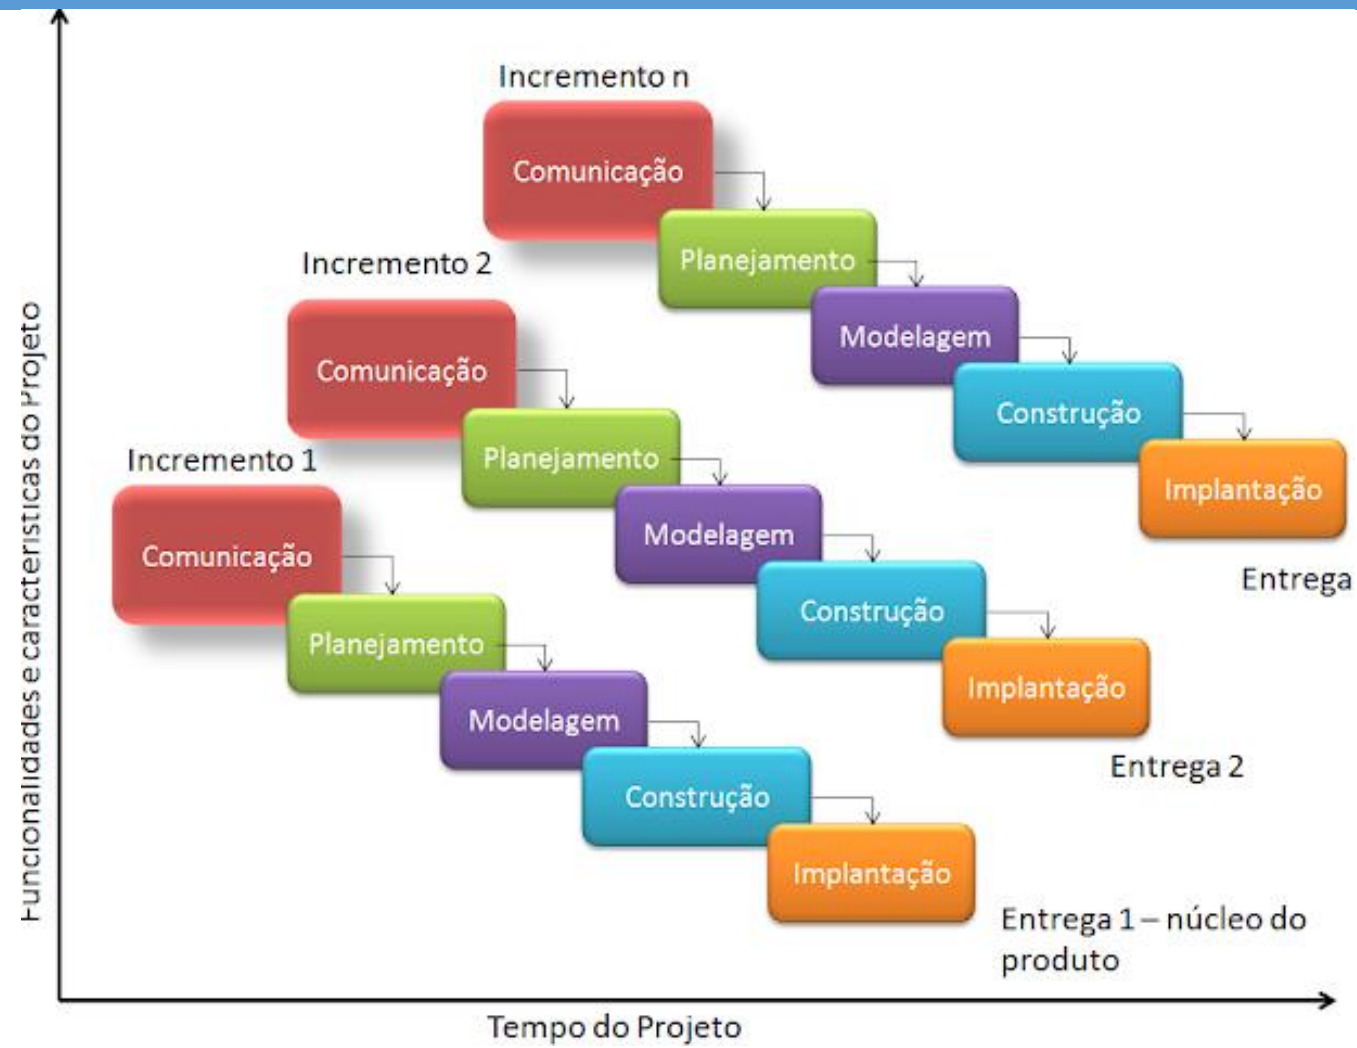 Incremento n
Comunicação
Planejamento
Modelagem
Construção
Implantação
Entrega
Incremento 2
Comunicação
Planejamento
Modelagem
Construção
Implantação
Entrega 2
Incremento 1
Comunicação
Planejamento
Modelagem
Construção
Implantação
Entrega 1 – núcleo do
produto
Funcionalidades e características do Projeto
Tempo do Projeto